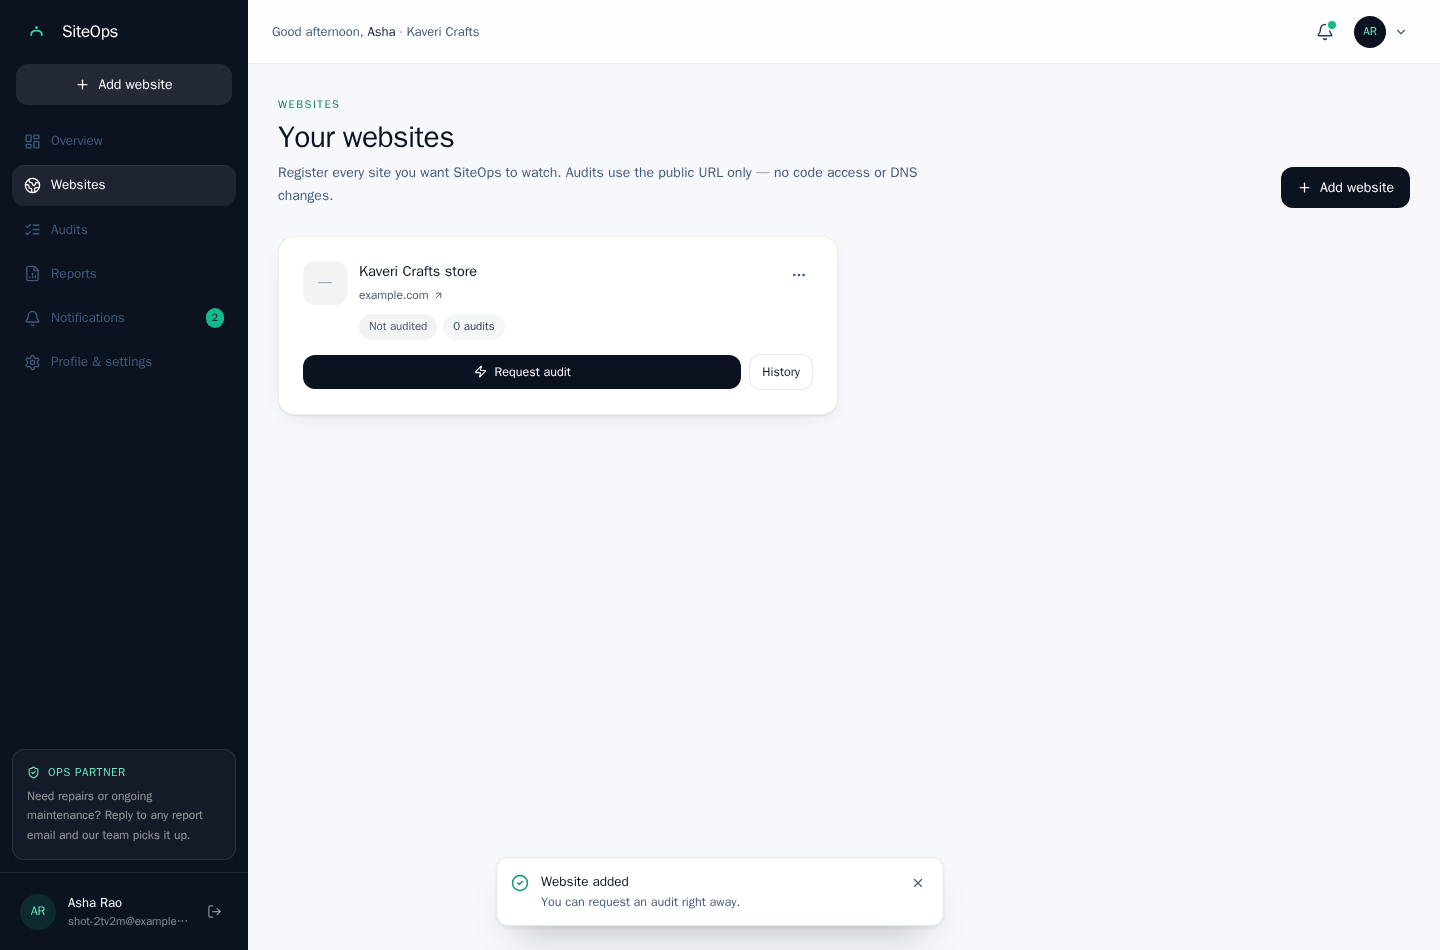 SiteOps
Add website
Overview
Websites
Audits
Reports
Notifications
2
Profile & settings
OPS PARTNER
Need repairs or ongoing
maintenance? Reply to any report
email and our team picks it up.
AR
Asha Rao
shot-2tv2m@example…
Good afternoon, Asha · Kaveri Crafts
AR
WEBSITES
Your websites
Register every site you want SiteOps to watch. Audits use the public URL only — no code access or DNS
changes.
Add website
—
Kaveri Crafts store
example.com
Not audited
0 audits
Request audit
History
Website added
You can request an audit right away.